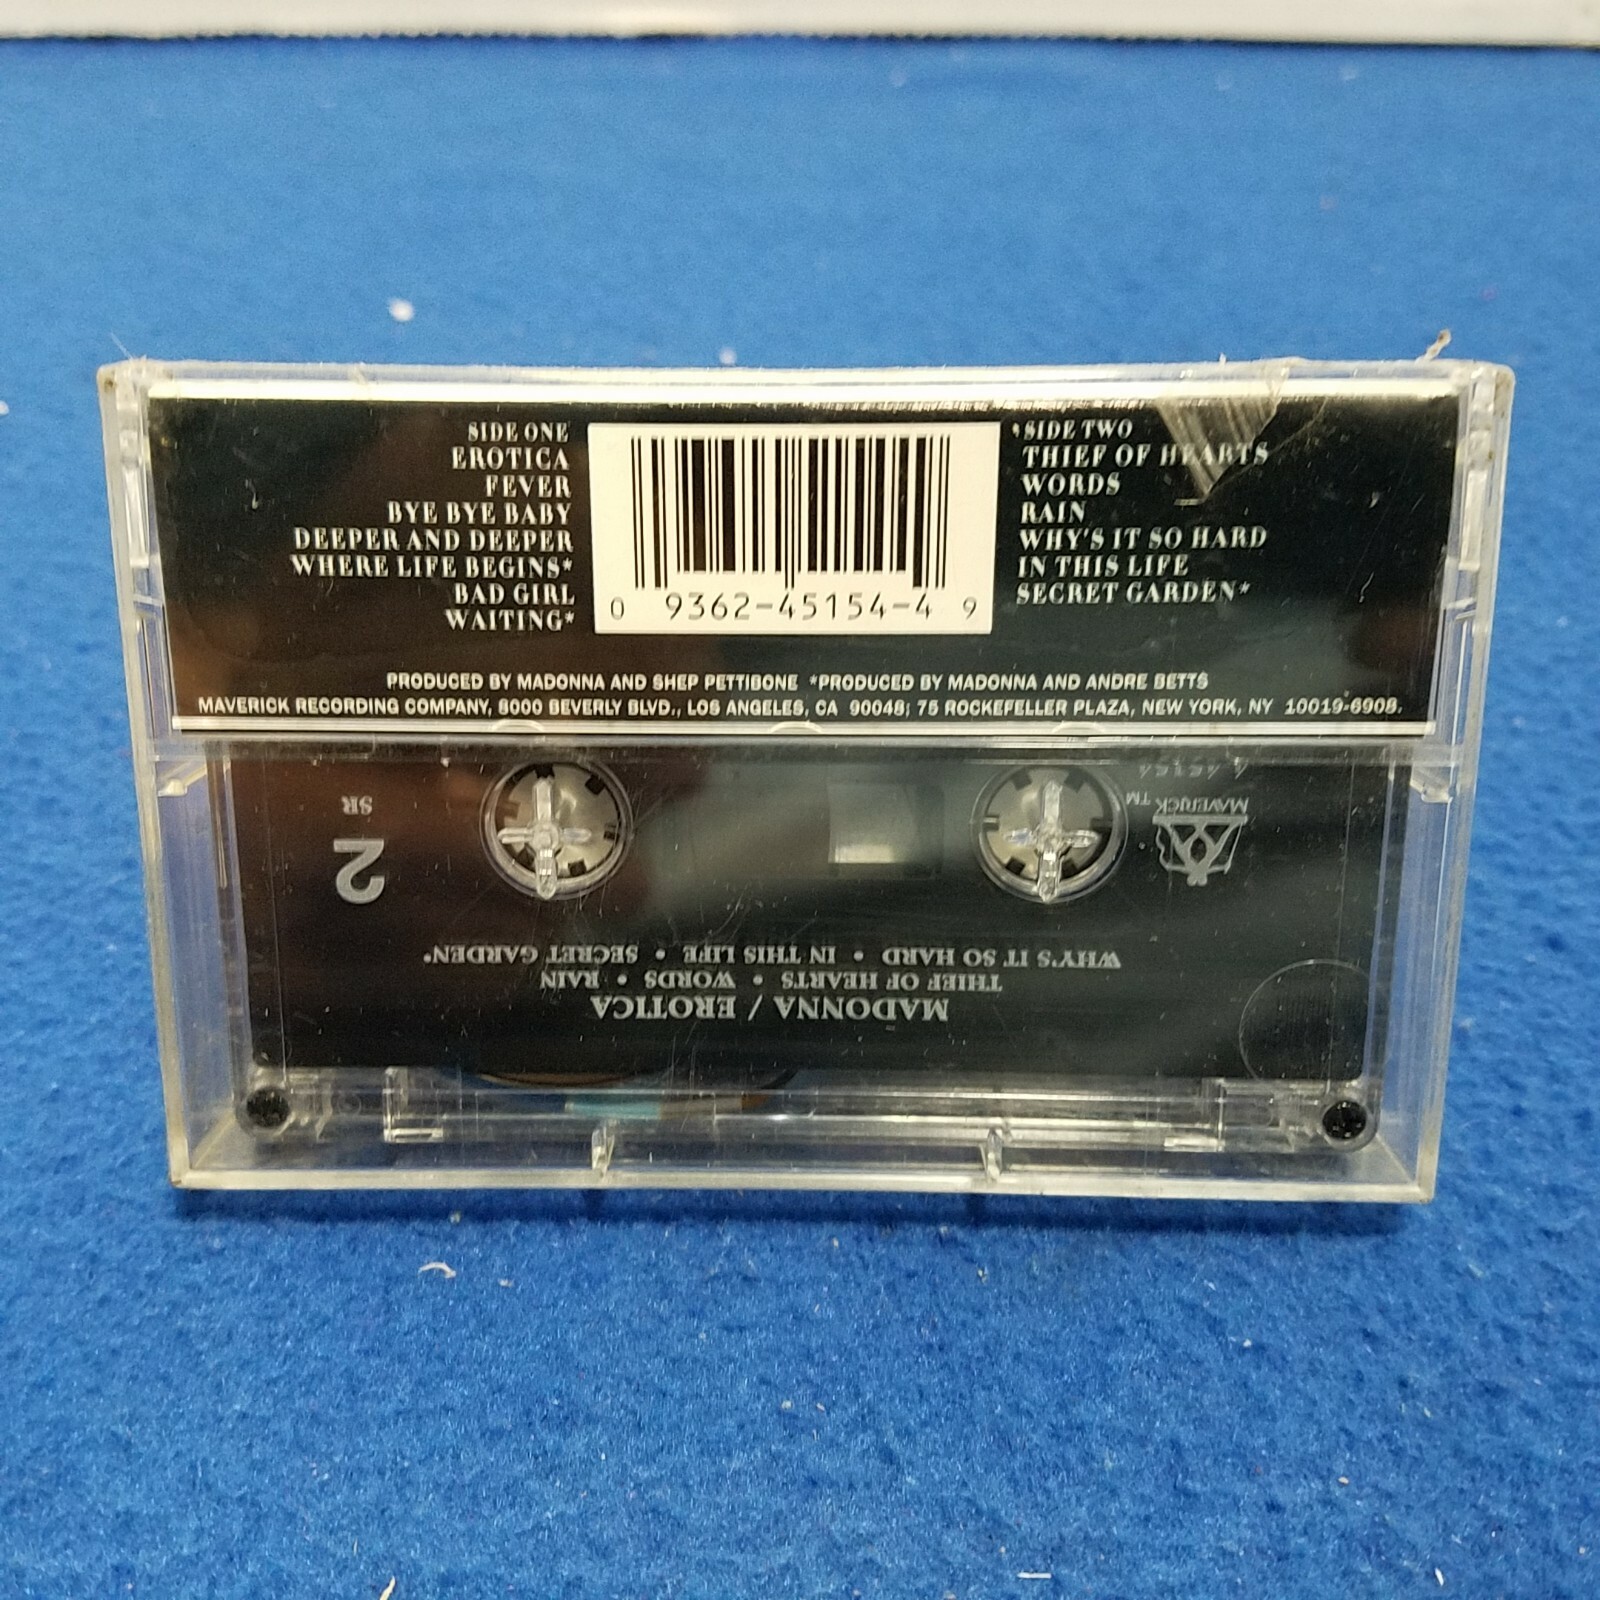 SIDE ONE
EROTICA
FEVER
BYE BYE BABY
DEEPER AND DEEPER
WHERE LIFE BEGINS*
BAD GIRL
WAITING*
0 9362-45154-4 9
SIDE TWO
THIEF OF HEARTS
WORDS
RAIN
WHY'S IT SO HARD
IN THIS LIFE
SECRET GARDEN*
PRODUCED BY MADONNA AND SHEP PETTIBONE *PRODUCED BY MADONNA AND ANDRE BETTS
MAVERICK RECORDING COMPANY, 8000 BEVERLY BLVD., LOS ANGELES, CA 90048; 75 ROCKEFELLER PLAZA, NEW YORK, NY 10019-6908.
MADONNA / EROTICA
THIEF OF HEARTS • WORDS • RAIN
WHY'S IT SO HARD • IN THIS LIFE • SECRET GARDEN*
MAVERICK™
2
SR
4 45154